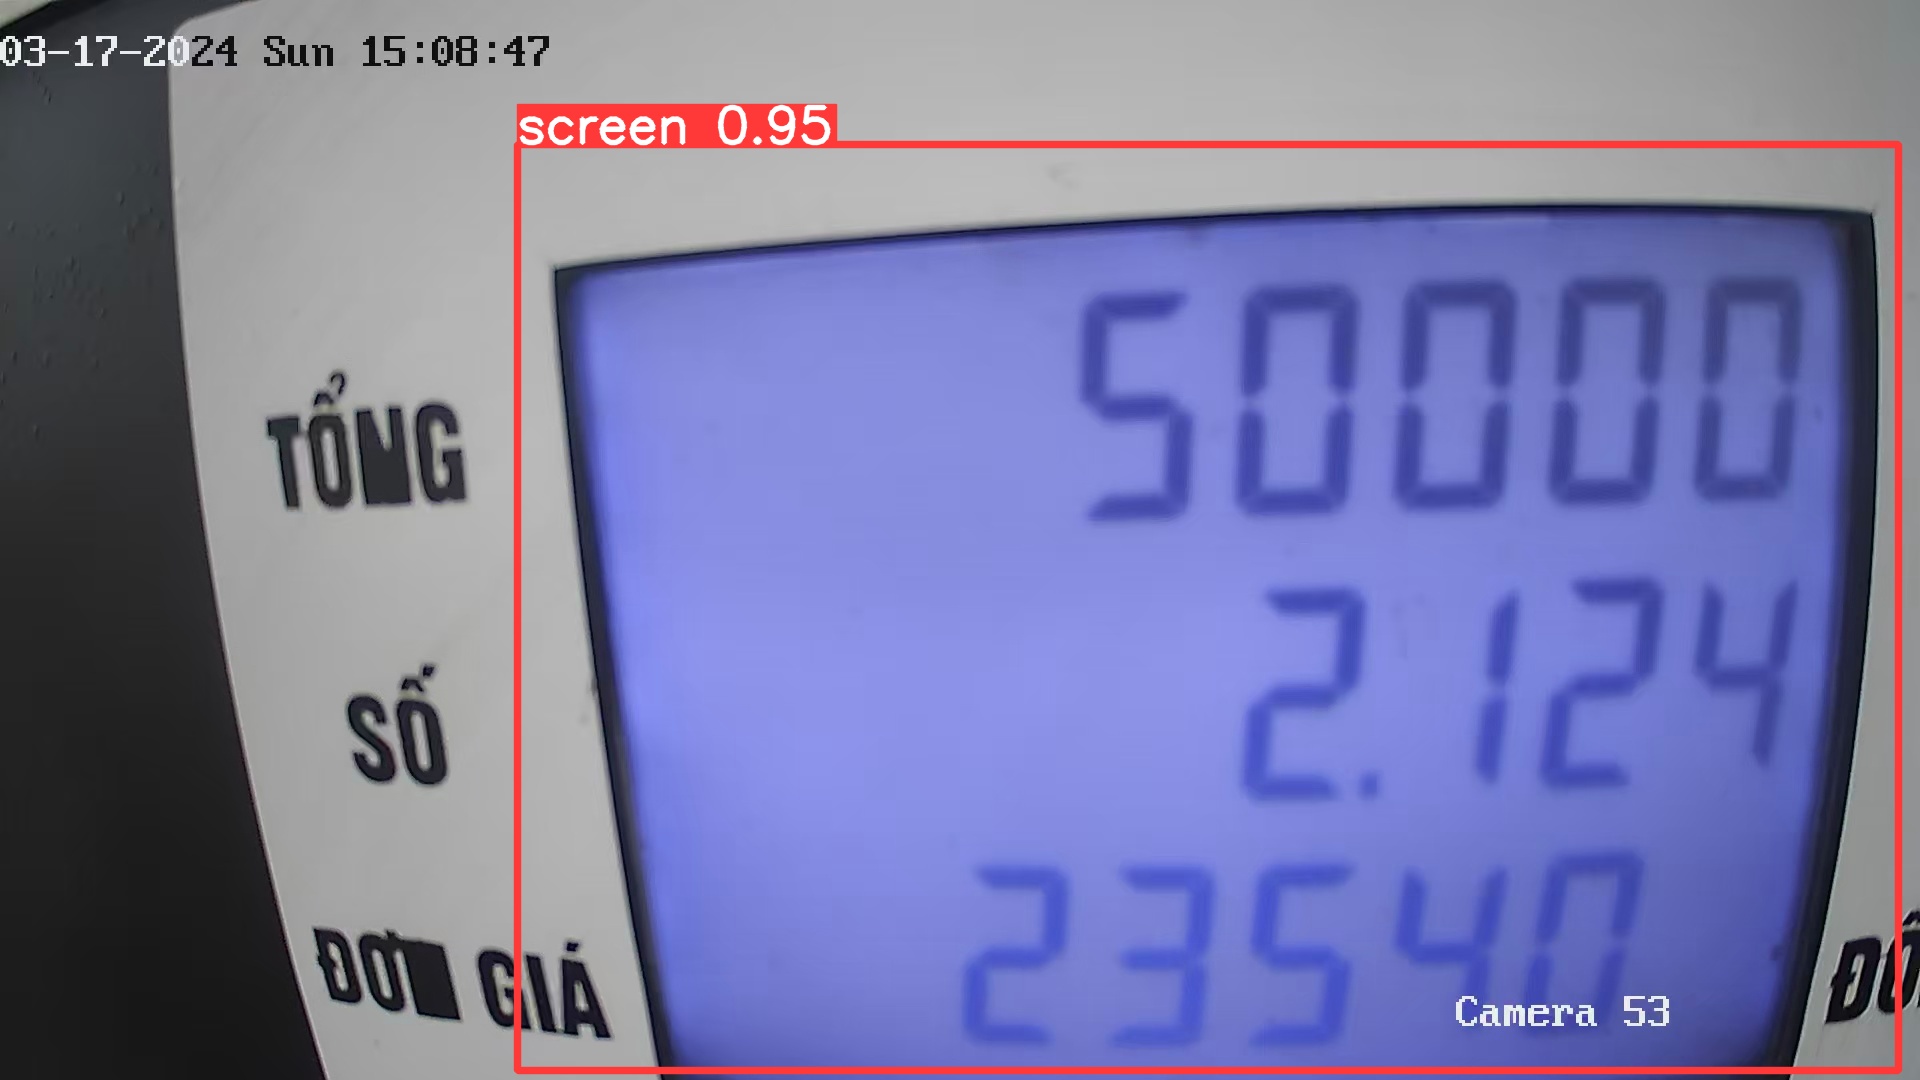 03-17-2024 Sun 15:08:47
screen 0.95
50000
TỔNG
2.124
SỐ
23540
ĐƠN GIÁ
Camera 53